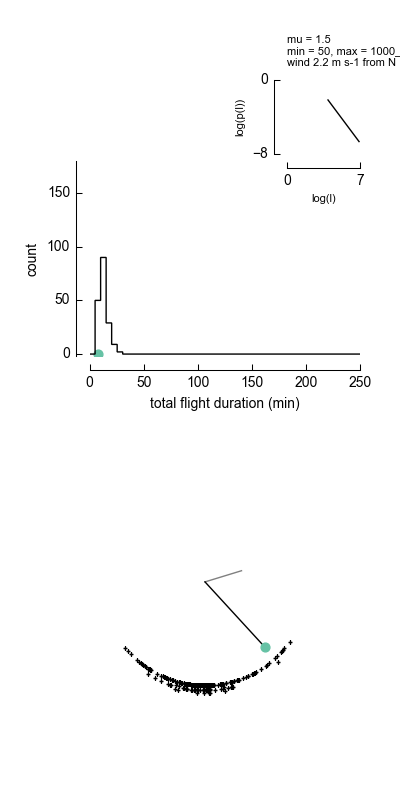 mu = 1.5
min = 50, max = 1000_
wind 2.2 m s-1 from N
0
log(p(l))
−8
0 7
log(l)
150
100
count
50
0
0 50 100 150 200 250
total flight duration (min)